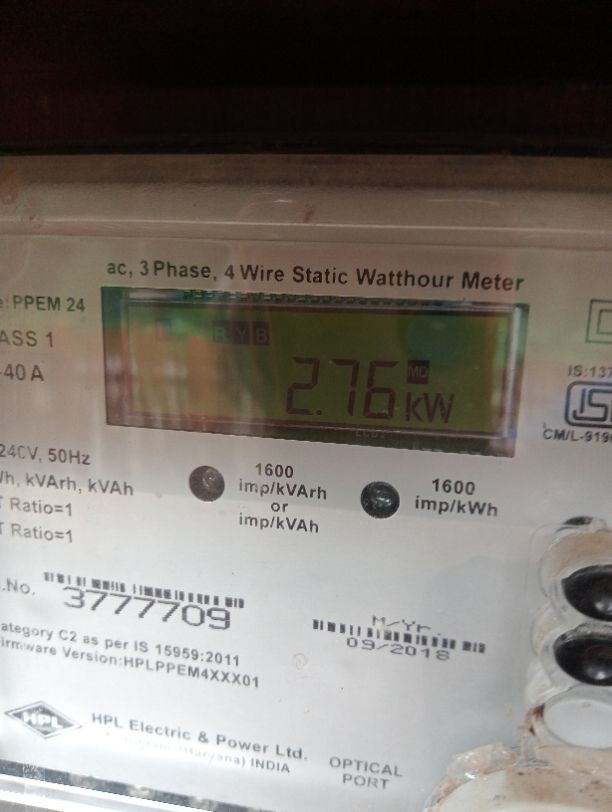 ac, 3 Phase, 4 Wire Static Watthour Meter
e: PPEM 24
ASS 1
-40 A
R Y B
MD
2.76 kW
IS:137
CM/L-919
240V, 50Hz
Wh, kVArh, kVAh
T Ratio=1
T Ratio=1
1600
imp/kVArh
or
imp/kVAh
1600
imp/kWh
.No.
3777709
M/Yr.
09/2018
ategory C2 as per IS 15959:2011
irmware Version:HPLPPEM4XXX01
HPL
HPL Electric & Power Ltd.
(Haryana) INDIA
OPTICAL
PORT